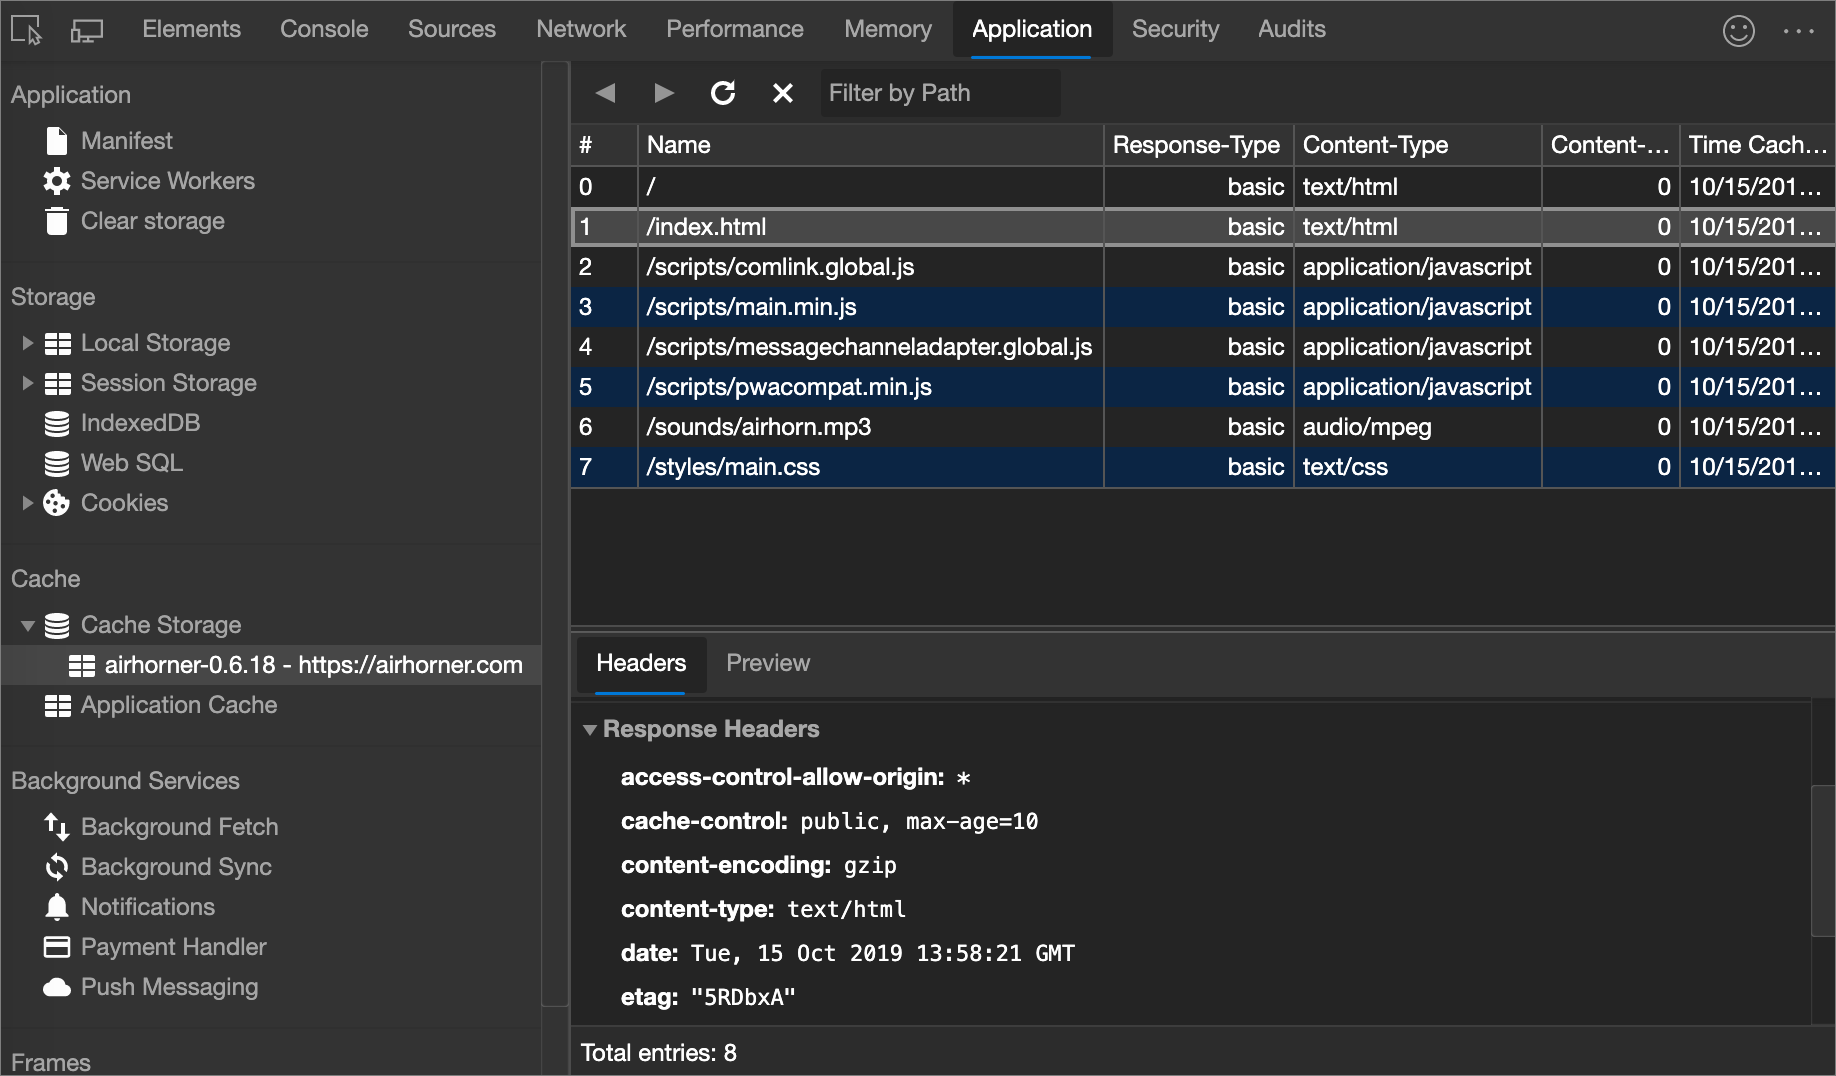 Elements Console Sources Network Performance Memory Application Security Audits
Application
Manifest
Service Workers
Clear storage
Storage
Local Storage
Session Storage
IndexedDB
Web SQL
Cookies
Cache
Cache Storage
airhorner-0.6.18 - https://airhorner.com
Application Cache
Background Services
Background Fetch
Background Sync
Notifications
Payment Handler
Push Messaging
Frames
Filter by Path
# Name Response-Type Content-Type Content-... Time Cach...
0 / basic text/html 0 10/15/201...
1 /index.html basic text/html 0 10/15/201...
2 /scripts/comlink.global.js basic application/javascript 0 10/15/201...
3 /scripts/main.min.js basic application/javascript 0 10/15/201...
4 /scripts/messagechanneladapter.global.js basic application/javascript 0 10/15/201...
5 /scripts/pwacompat.min.js basic application/javascript 0 10/15/201...
6 /sounds/airhorn.mp3 basic audio/mpeg 0 10/15/201...
7 /styles/main.css basic text/css 0 10/15/201...
Headers Preview
Response Headers
access-control-allow-origin: *
cache-control: public, max-age=10
content-encoding: gzip
content-type: text/html
date: Tue, 15 Oct 2019 13:58:21 GMT
etag: "5RDbxA"
Total entries: 8